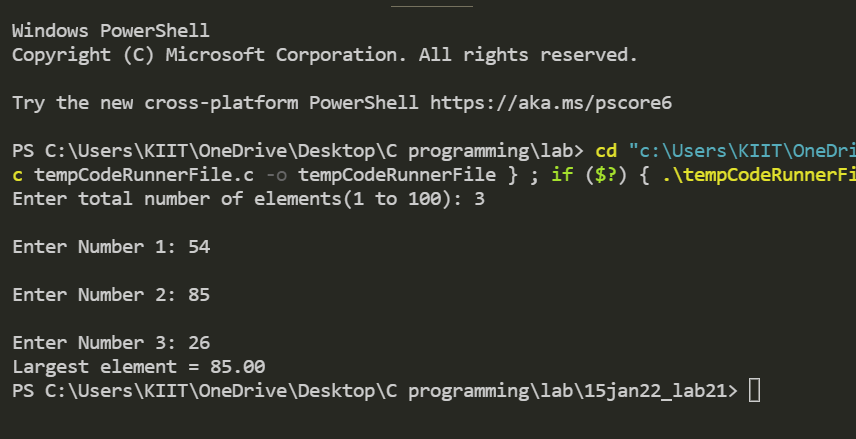 Windows PowerShell
Copyright (C) Microsoft Corporation. All rights reserved.
Try the new cross-platform PowerShell https://aka.ms/pscore6
PS C:\Users\KIIT\OneDrive\Desktop\C programming\lab> cd "c:\Users\KIIT\OneDri
c tempCodeRunnerFile.c -o tempCodeRunnerFile } ; if ($?) { .\tempCodeRunnerFi
Enter total number of elements(1 to 100): 3
Enter Number 1: 54
Enter Number 2: 85
Enter Number 3: 26
Largest element = 85.00
PS C:\Users\KIIT\OneDrive\Desktop\C programming\lab\15jan22_lab21>